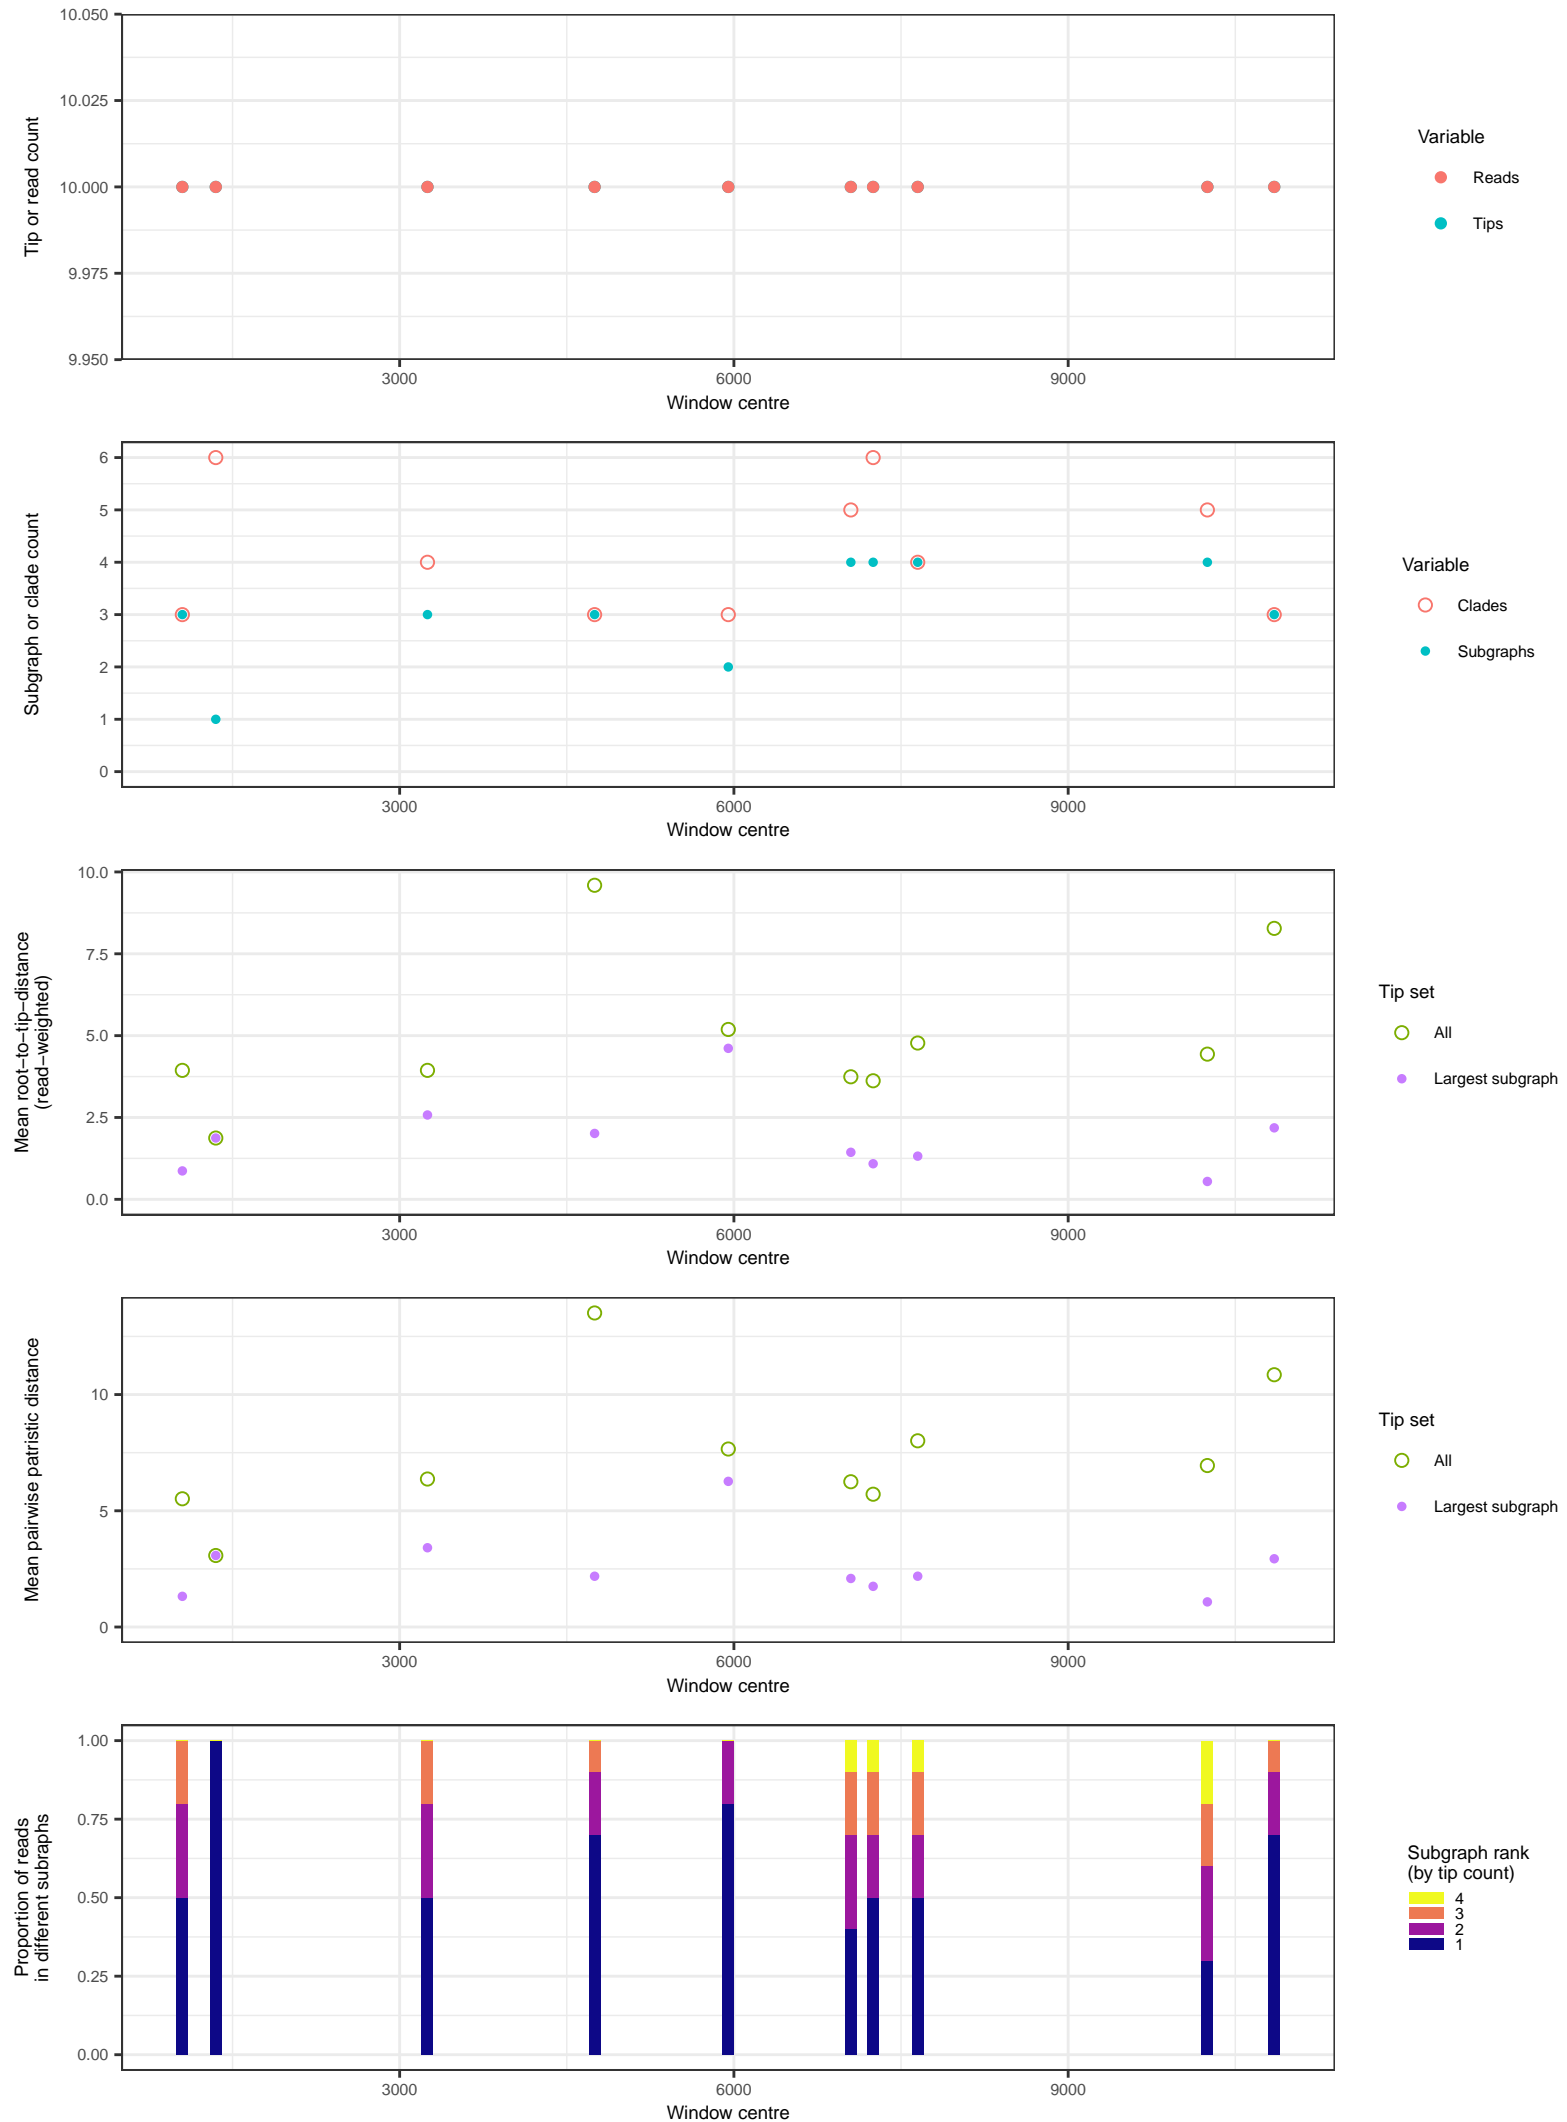 10.050
10.025
10.000
9.975
9.950
Tip or read count
3000 6000 9000
Window centre
Variable
Reads
Tips
6
5
4
3
2
1
0
Subgraph or clade count
3000 6000 9000
Window centre
Variable
Clades
Subgraphs
10.0
7.5
5.0
2.5
0.0
Mean root−to−tip−distance
(read−weighted)
3000 6000 9000
Window centre
Tip set
All
Largest subgraph
10
5
0
Mean pairwise patristic distance
3000 6000 9000
Window centre
Tip set
All
Largest subgraph
1.00
0.75
0.50
0.25
0.00
Proportion of reads
in different subraphs
3000 6000 9000
Window centre
Subgraph rank
(by tip count)
4
3
2
1